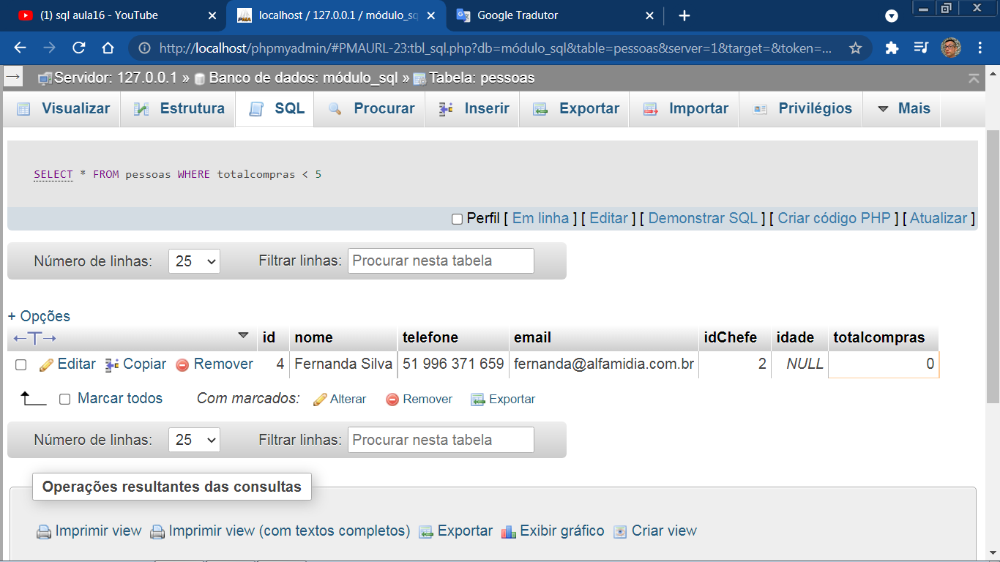 (1) sql aula16 - YouTube
localhost / 127.0.0.1 / módulo_sq
Google Tradutor
http://localhost/phpmyadmin/#PMAURL-23:tbl_sql.php?db=módulo_sql&table=pessoas&server=1&target=&token=...
Servidor: 127.0.0.1 » Banco de dados: módulo_sql » Tabela: pessoas
Visualizar Estrutura SQL Procurar Inserir Exportar Importar Privilégios Mais
SELECT * FROM pessoas WHERE totalcompras < 5
Perfil [ Em linha ] [ Editar ] [ Demonstrar SQL ] [ Criar código PHP ] [ Atualizar ]
Número de linhas: 25 Filtrar linhas: Procurar nesta tabela
+ Opções
←T→ id nome telefone email idChefe idade totalcompras
Editar Copiar Remover 4 Fernanda Silva 51 996 371 659 fernanda@alfamidia.com.br 2 NULL 0
Marcar todos Com marcados: Alterar Remover Exportar
Número de linhas: 25 Filtrar linhas: Procurar nesta tabela
Operações resultantes das consultas
Imprimir view Imprimir view (com textos completos) Exportar Exibir gráfico Criar view